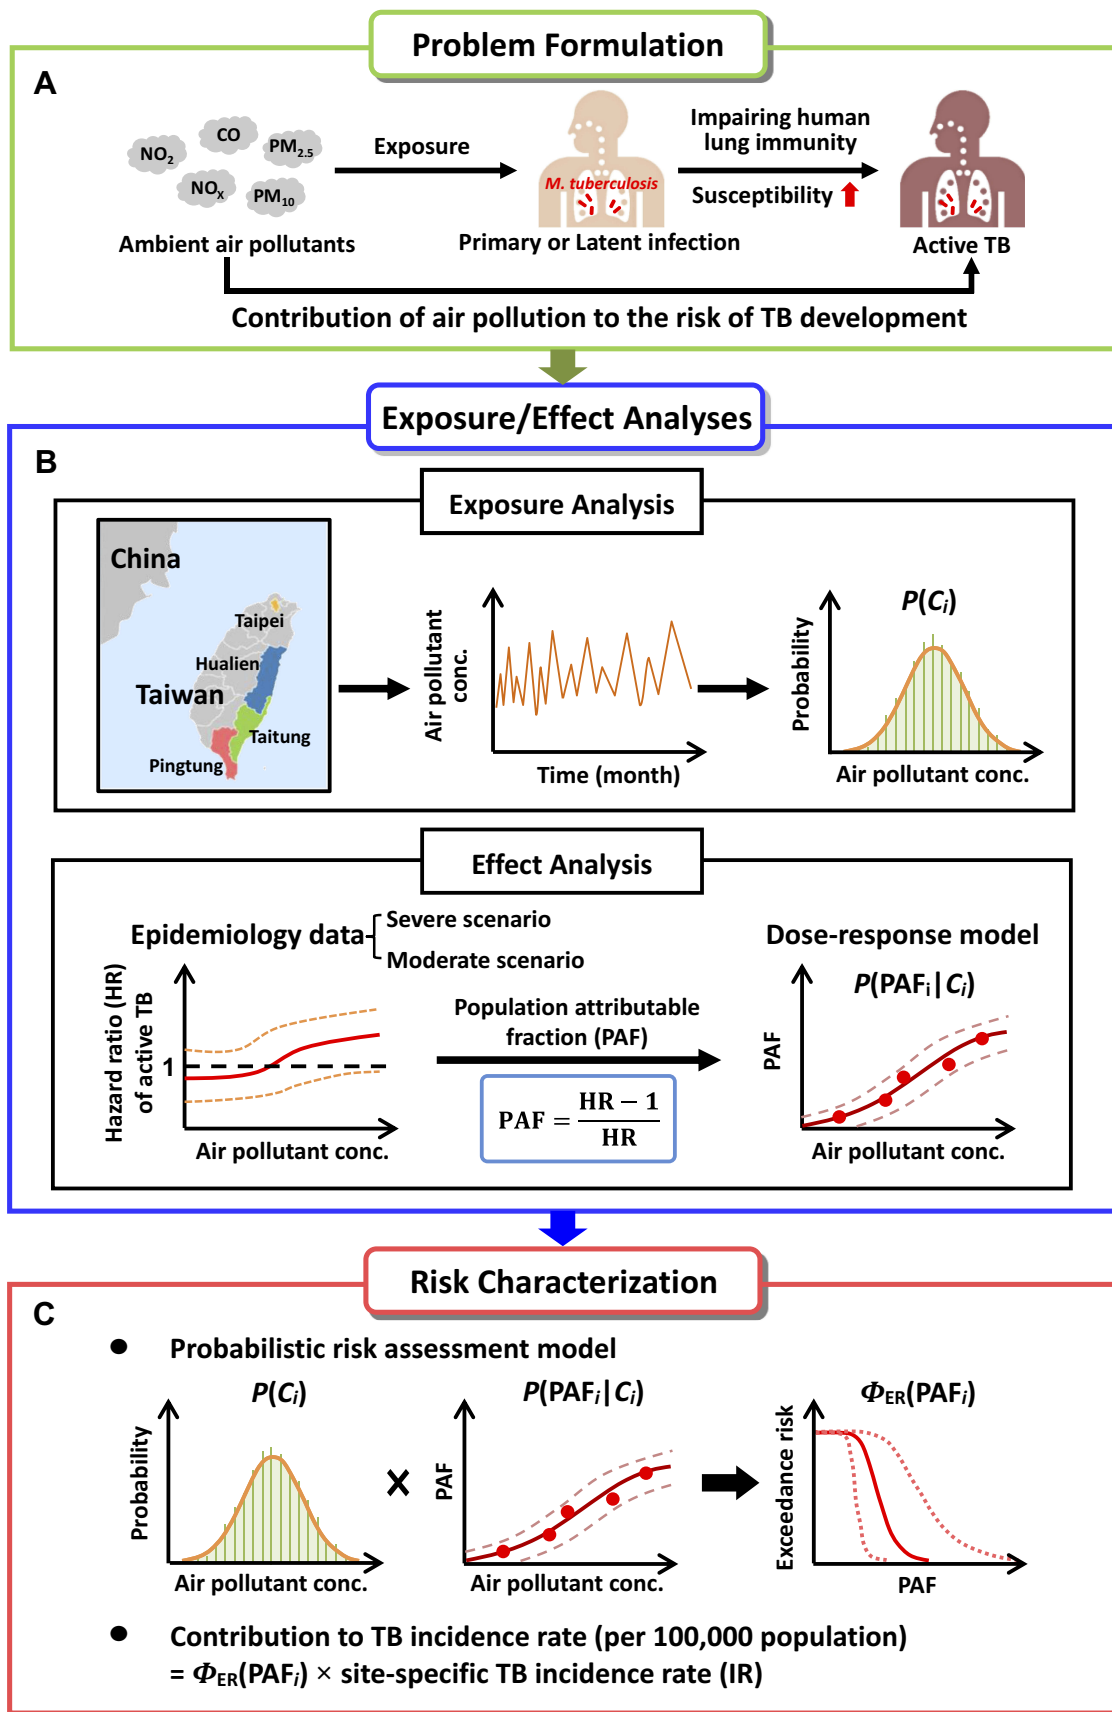 Problem Formulation
A
NO2
CO
PM2.5
NOX
PM10
Ambient air pollutants
Exposure
M. tuberculosis
Primary or Latent infection
Impairing human
lung immunity
Susceptibility
Active TB
Contribution of air pollution to the risk of TB development
Exposure/Effect Analyses
B
Exposure Analysis
China
Taipei
Hualien
Taiwan
Taitung
Pingtung
Air pollutant
conc.
Time (month)
P(Ci)
Probability
Air pollutant conc.
Effect Analysis
Epidemiology data
Severe scenario
Moderate scenario
Hazard ratio (HR)
of active TB
1
Air pollutant conc.
Population attributable
fraction (PAF)
PAF = HR − 1
HR
Dose-response model
P(PAFi|Ci)
PAF
Air pollutant conc.
Risk Characterization
C
● Probabilistic risk assessment model
P(Ci)
Probability
Air pollutant conc.
×
P(PAFi|Ci)
PAF
Air pollutant conc.
ΦER(PAFi)
Exceedance risk
PAF
● Contribution to TB incidence rate (per 100,000 population)
= ΦER(PAFi) × site-specific TB incidence rate (IR)